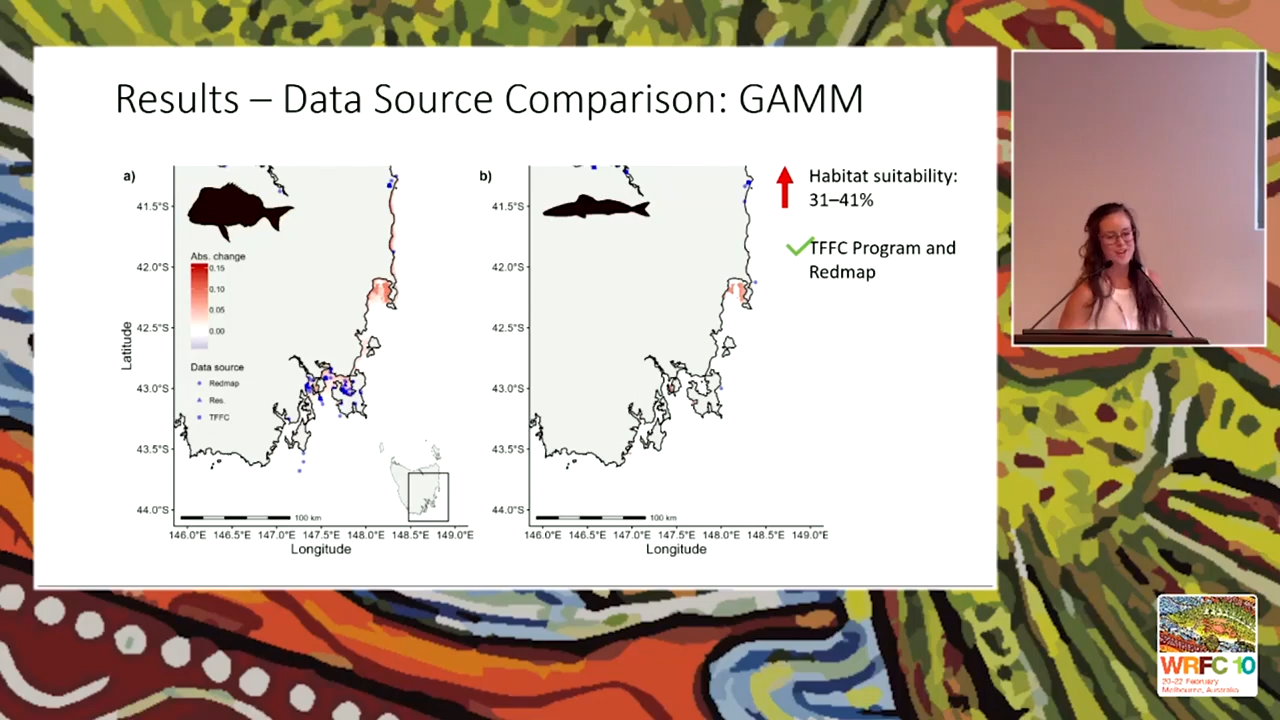 Results – Data Source Comparison: GAMM
a)
41.5°S
42.0°S
42.5°S
43.0°S
43.5°S
44.0°S
Latitude
Abs. change
0.15
0.10
0.05
0.00
Data source
Redmap
Res.
TFFC
100 km
146.0°E 146.5°E 147.0°E 147.5°E 148.0°E 148.5°E 149.0°E
Longitude
b)
41.5°S
42.0°S
42.5°S
43.0°S
43.5°S
44.0°S
100 km
146.0°E 146.5°E 147.0°E 147.5°E 148.0°E 148.5°E 149.0°E
Longitude
Habitat suitability:
31–41%
TFFC Program and
Redmap
WRFC 10
20-22 February
Melbourne, Australia